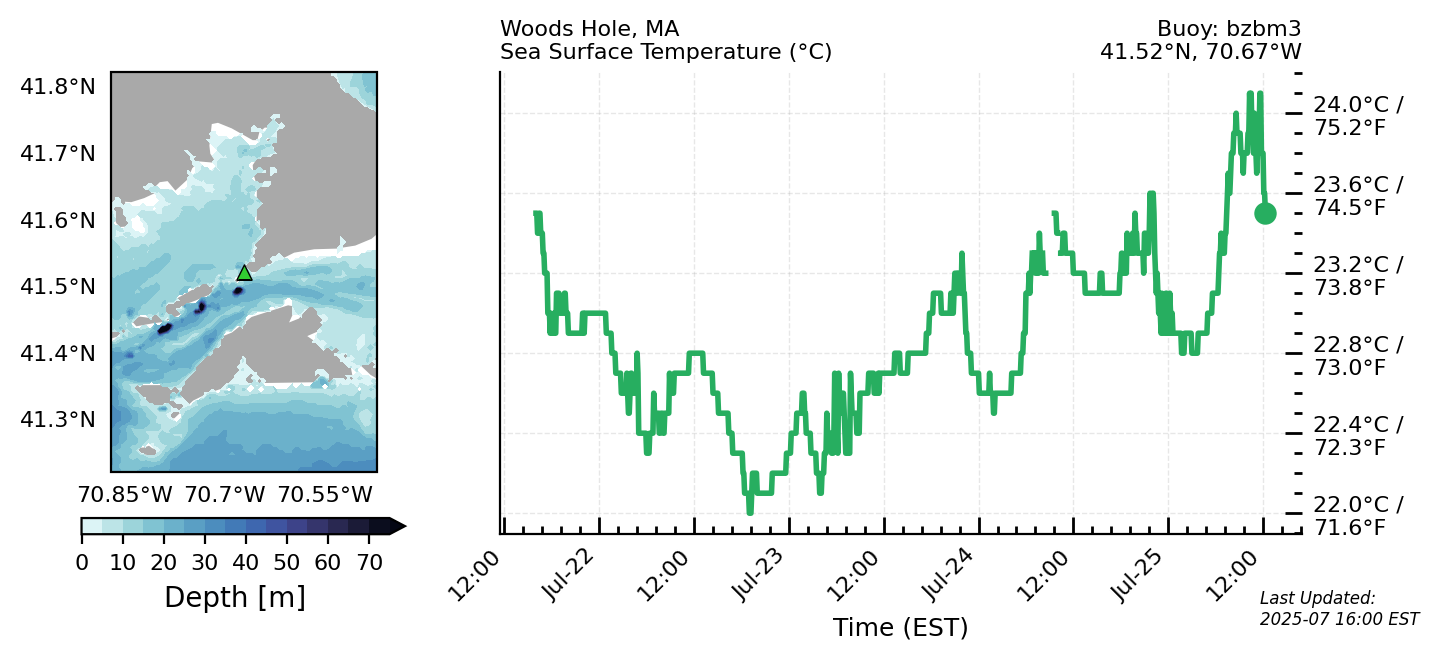 Woods Hole, MA
Sea Surface Temperature (°C)
Buoy: bzbm3
41.52°N, 70.67°W
41.8°N
41.7°N
41.6°N
41.5°N
41.4°N
41.3°N
70.85°W 70.7°W 70.55°W
0 10 20 30 40 50 60 70
Depth [m]
24.0°C /
75.2°F
23.6°C /
74.5°F
23.2°C /
73.8°F
22.8°C /
73.0°F
22.4°C /
72.3°F
22.0°C /
71.6°F
12:00 Jul-22 12:00 Jul-23 12:00 Jul-24 12:00 Jul-25 12:00
Time (EST)
Last Updated:
2025-07 16:00 EST